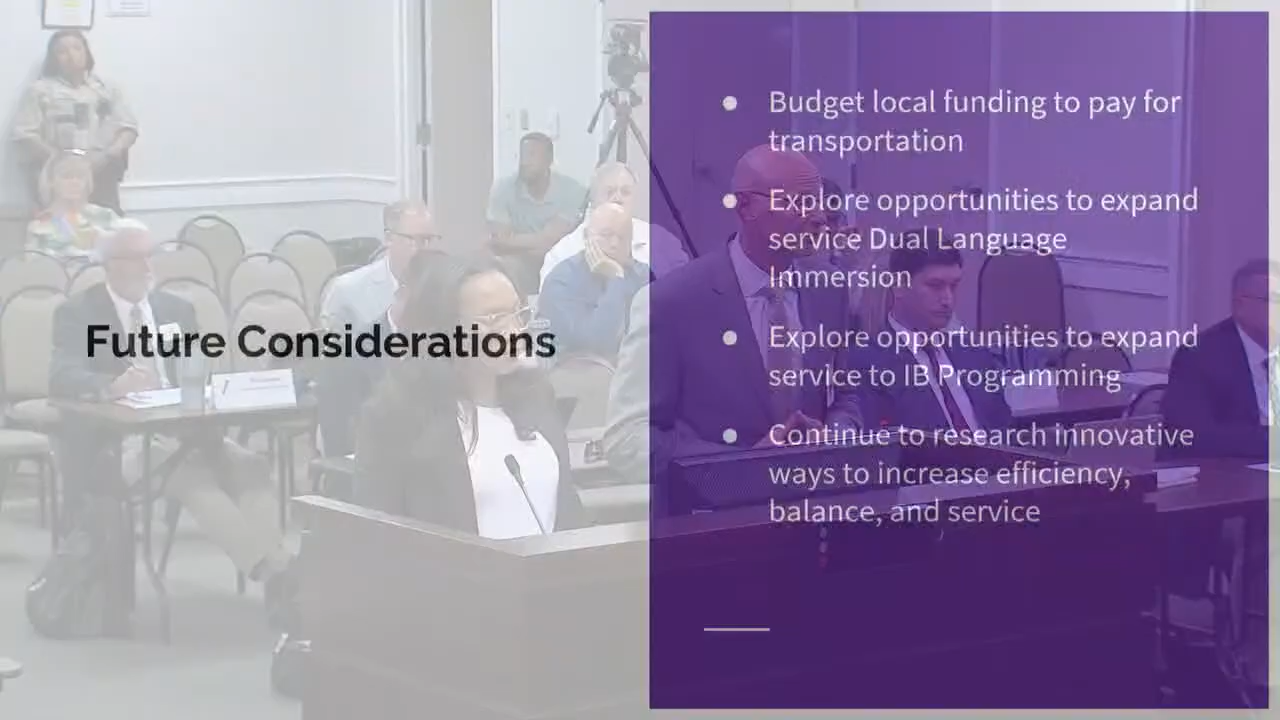 Future Considerations
● Budget local funding to pay for
transportation
● Explore opportunities to expand
service Dual Language
Immersion
● Explore opportunities to expand
service to IB Programming
● Continue to research innovative
ways to increase efficiency,
balance, and service